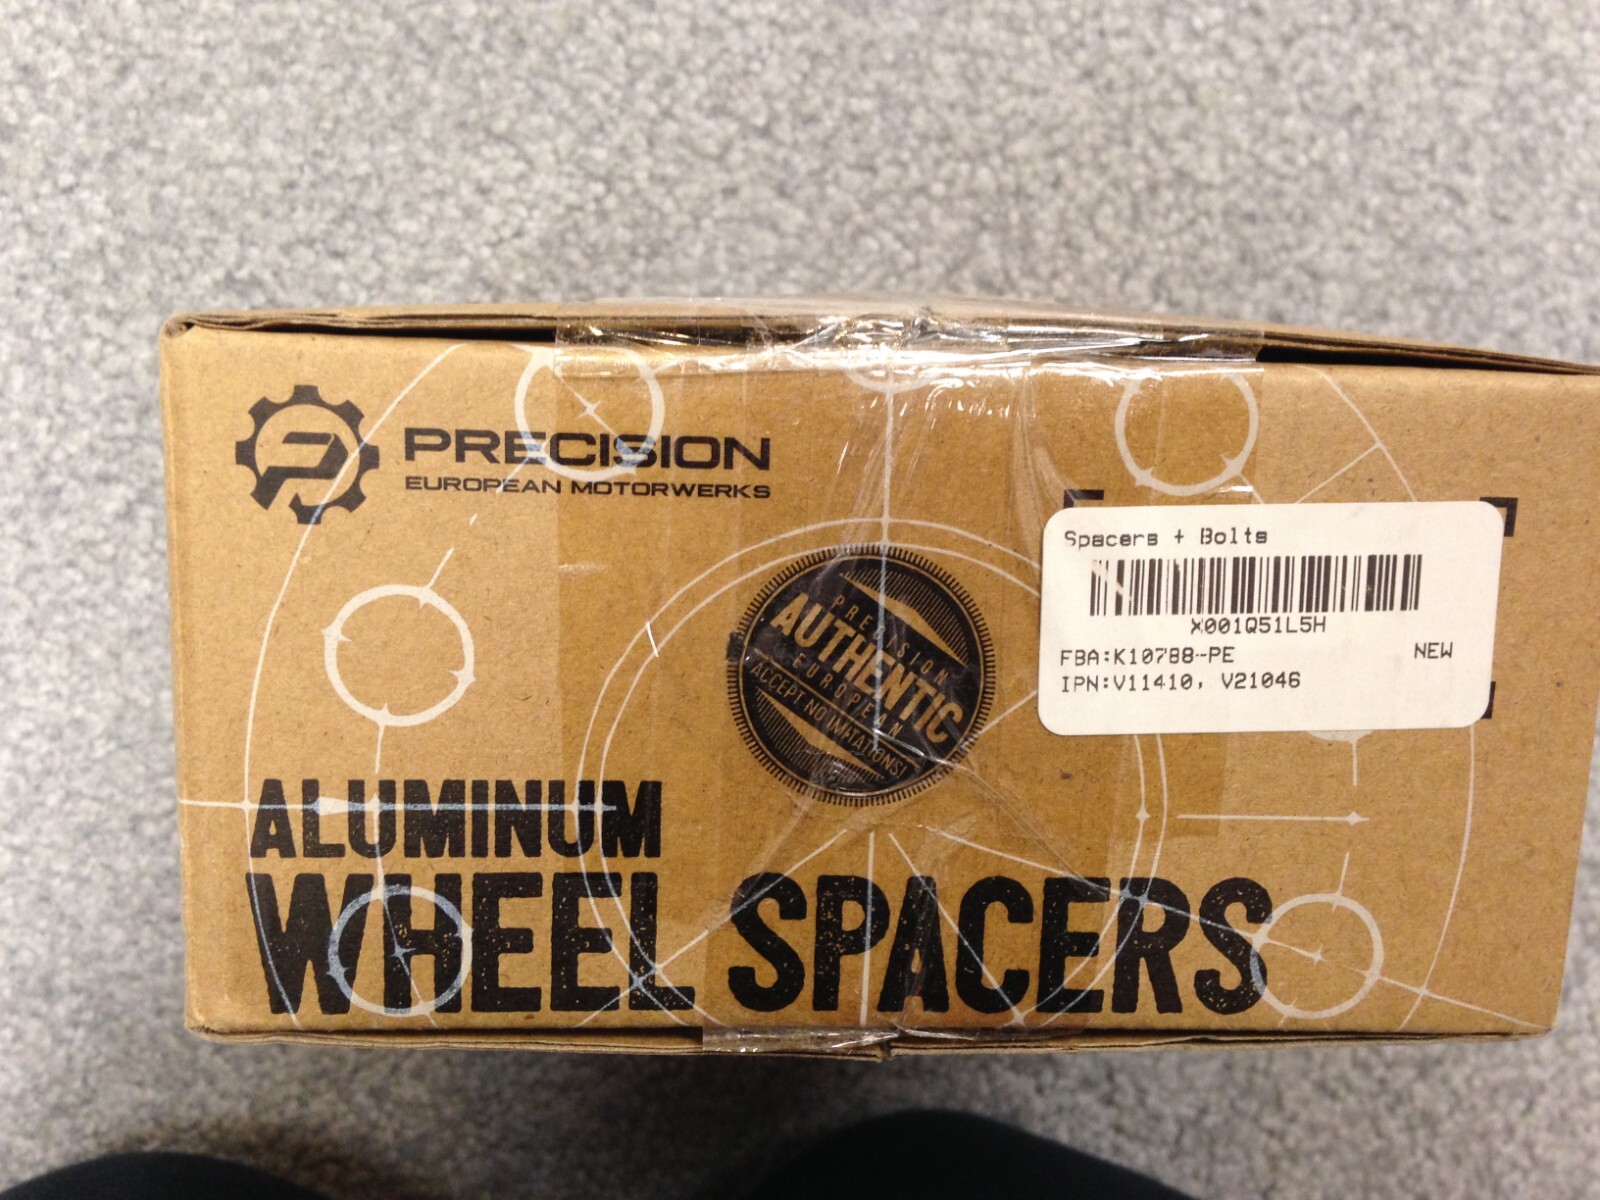 PRECISION
EUROPEAN MOTORWERKS
Spacers + Bolts
X001Q51L5H
FBA:K10788-PE NEW
IPN:V11410, V21046
PRECISION
AUTHENTIC
EUROPEAN
ACCEPT NO IMITATIONS!
ALUMINUM
WHEEL SPACERS